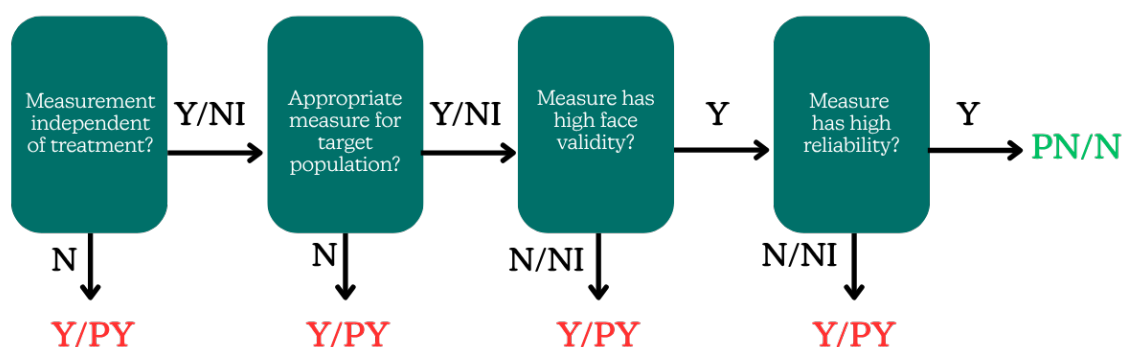 Measurement
independent
of treatment?
Y/NI
Appropriate
measure for
target
population?
Y/NI
Measure has
high face
validity?
Y
Measure
has high
reliability?
Y
PN/N
N
N
N/NI
N/NI
Y/PY
Y/PY
Y/PY
Y/PY